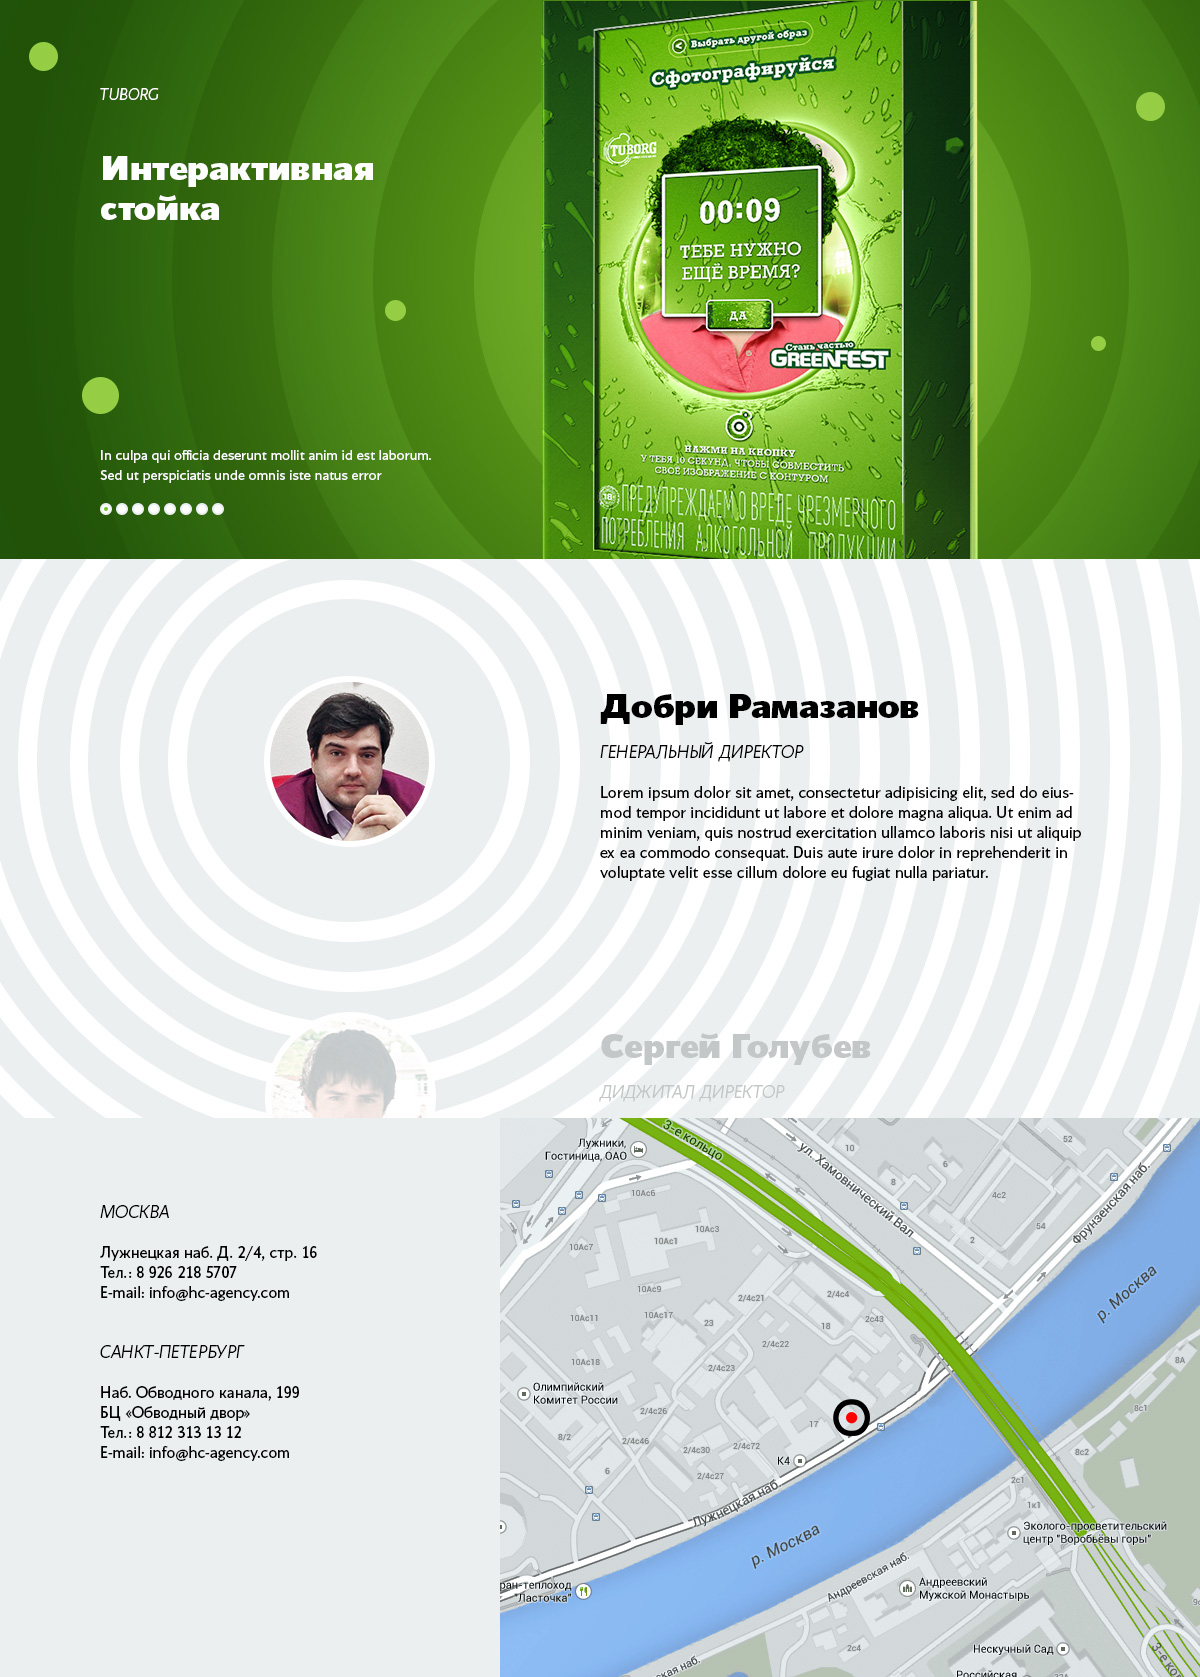 TUBORG
Интерактивная
стойка
In culpa qui officia deserunt mollit anim id est laborum.
Sed ut perspiciatis unde omnis iste natus error
Выбрать другой образ
Сфотографируйся
TUBORG
00:09
ТЕБЕ НУЖНО
ЕЩЁ ВРЕМЯ?
ДА
Стань частью
GREENFEST
НАЖМИ НА КНОПКУ
У ТЕБЯ 10 СЕКУНД, ЧТОБЫ СОВМЕСТИТЬ
СВОЁ ИЗОБРАЖЕНИЕ С КОНТУРОМ
18+
ПРЕДУПРЕЖДАЕМ О ВРЕДЕ ЧРЕЗМЕРНОГО
ПОТРЕБЛЕНИЯ АЛКОГОЛЬНОЙ ПРОДУКЦИИ
Добри Рамазанов
ГЕНЕРАЛЬНЫЙ ДИРЕКТОР
Lorem ipsum dolor sit amet, consectetur adipisicing elit, sed do eius-
mod tempor incididunt ut labore et dolore magna aliqua. Ut enim ad
minim veniam, quis nostrud exercitation ullamco laboris nisi ut aliquip
ex ea commodo consequat. Duis aute irure dolor in reprehenderit in
voluptate velit esse cillum dolore eu fugiat nulla pariatur.
Сергей Голубев
ДИДЖИТАЛ ДИРЕКТОР
МОСКВА
Лужнецкая наб. Д. 2/4, стр. 16
Тел.: 8 926 218 5707
E-mail: info@hc-agency.com
САНКТ-ПЕТЕРБУРГ
Наб. Обводного канала, 199
БЦ «Обводный двор»
Тел.: 8 812 313 13 12
E-mail: info@hc-agency.com
3-е кольцо
Лужники,
Гостиница, ОАО
ул. Хамовнический Вал
Фрунзенская наб.
10
52
6
8
4с2
54
2
10Ас6
10Ас3
10Ас7
10Ас1
10Ас9
10Ас11
10Ас17
23
2/4с21
2/4с4
18
2с43
2/4с22
10Ас18
2/4с23
р. Москва
8А
Олимпийский
Комитет России
2/4с26
8/2
2/4с46
2/4с30
2/4с72
17
6
2/4с27
К4
8с1
8с2
2с1
1к1
Лужнецкая наб.
р. Москва
Эколого-просветительский
центр "Воробьёвы горы"
ран-теплоход
"Ласточка"
Андреевская наб.
Андреевский
Мужской Монастырь
9с
2с4
Нескучный Сад
3-е ко
ская наб.
Российская